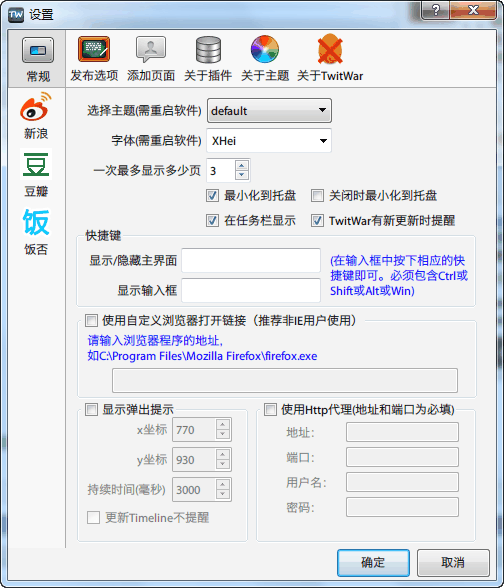 TW 设置
常规
发布选项
添加页面
关于插件
关于主题
关于TwitWar
新浪
豆
豆瓣
饭
饭否
选择主题(需重启软件) default
字体(需重启软件) XHei
一次最多显示多少页 3
最小化到托盘 关闭时最小化到托盘
在任务栏显示 TwitWar有新更新时提醒
快捷键
显示/隐藏主界面
显示输入框
(在输入框中按下相应的快
捷键即可。必须包含Ctrl或
Shift或Alt或Win)
使用自定义浏览器打开链接（推荐非IE用户使用）
请输入浏览器程序的地址,
如C:\Program Files\Mozilla Firefox\firefox.exe
显示弹出提示
x坐标 770
y坐标 930
持续时间(毫秒) 3000
更新Timeline不提醒
使用Http代理(地址和端口为必填)
地址:
端口:
用户名:
密码:
确定
取消